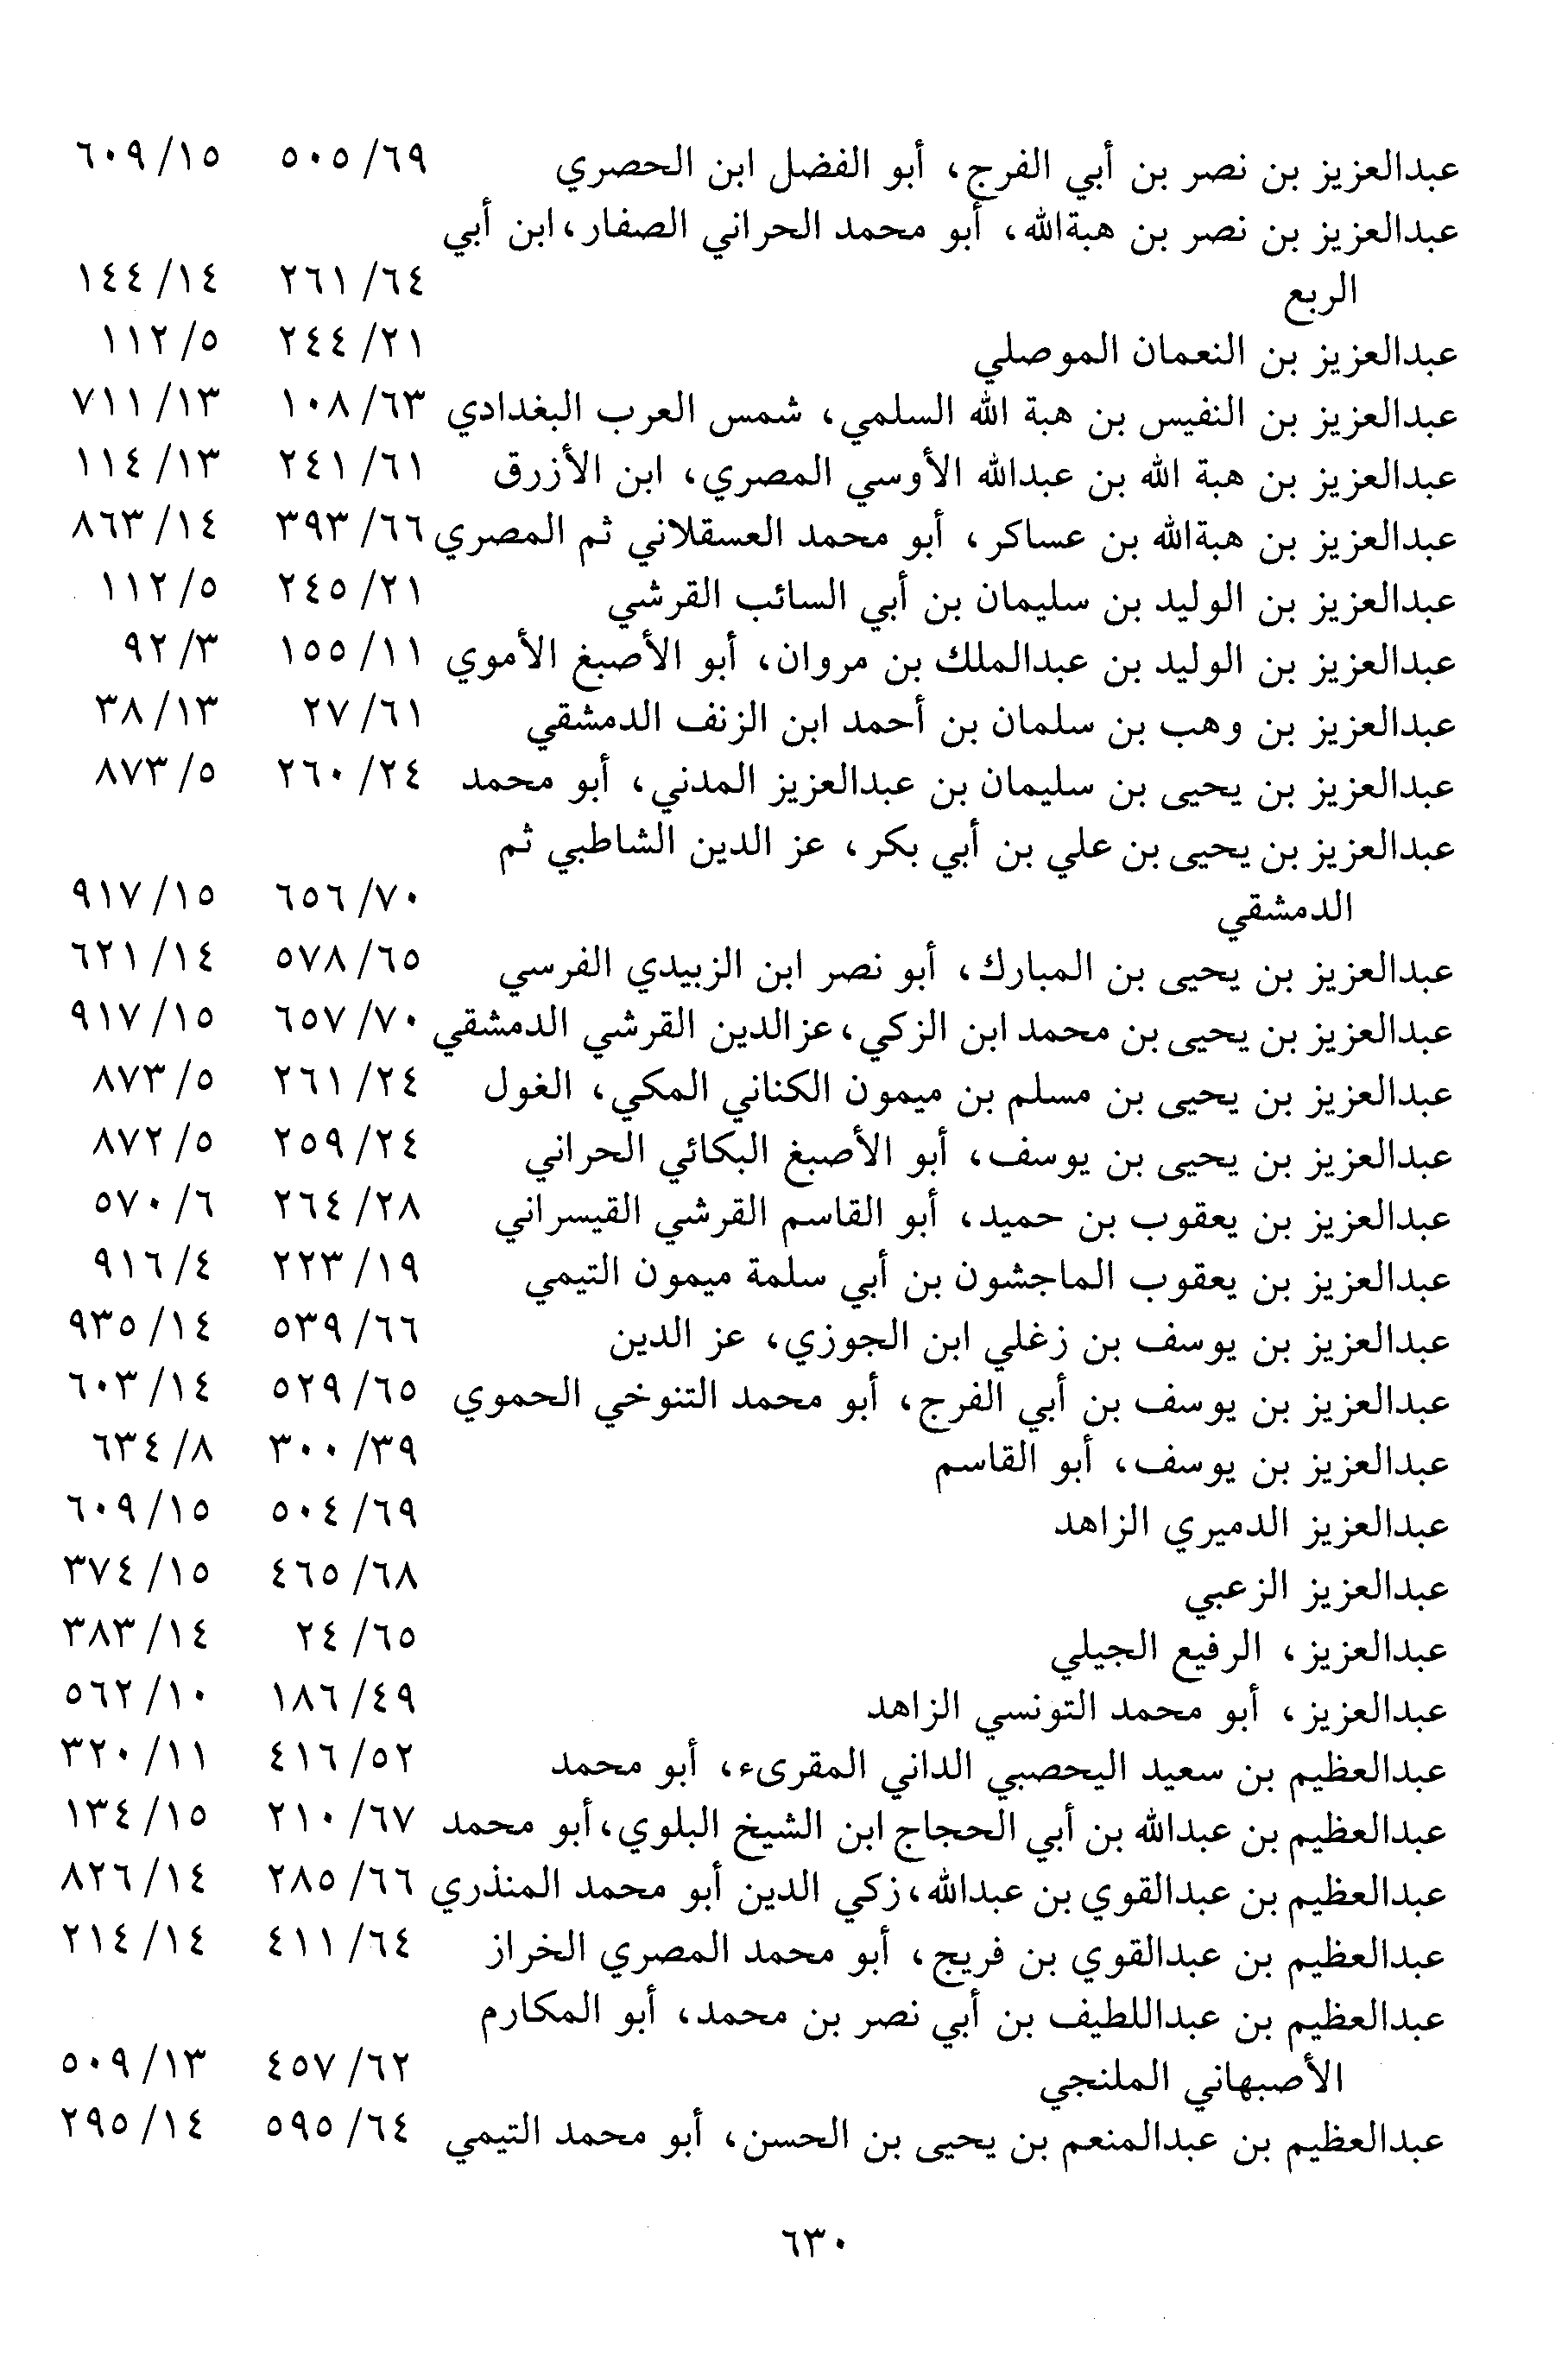 عبدالعزيز بن نصر بن أبي الفرج، أبو الفضل ابن الحصري ٦٩/ ٥٠٥ ١٥/ ٦٠٩
عبدالعزيز بن نصر بن هبةالله، أبو محمد الحراني الصفار، ابن أبي
الربع ٦٤/ ٢٦١ ١٤/ ١٤٤
عبدالعزيز بن النعمان الموصلي ٢١/ ٢٤٤ ٥/ ١١٢
عبدالعزيز بن النفيس بن هبة الله السلمي، شمس العرب البغدادي ٦٣/ ١٠٨ ١٣/ ٧١١
عبدالعزيز بن هبة الله بن عبدالله الأوسي المصري، ابن الأزرق ٦١/ ٢٤١ ١٣/ ١١٤
عبدالعزيز بن هبةالله بن عساكر، أبو محمد العسقلاني ثم المصري ٦٦/ ٣٩٣ ١٤/ ٨٦٣
عبدالعزيز بن الوليد بن سليمان بن أبي السائب القرشي ٢١/ ٢٤٥ ٥/ ١١٢
عبدالعزيز بن الوليد بن عبدالملك بن مروان، أبو الأصبغ الأموي ١١/ ١٥٥ ٣/ ٩٢
عبدالعزيز بن وهب بن سلمان بن أحمد ابن الزنف الدمشقي ٦١/ ٢٧ ١٣/ ٣٨
عبدالعزيز بن يحيى بن سليمان بن عبدالعزيز المدني، أبو محمد ٢٤/ ٢٦٠ ٥/ ٨٧٣
عبدالعزيز بن يحيى بن علي بن أبي بكر، عز الدين الشاطبي ثم
الدمشقي ٧٠/ ٦٥٦ ١٥/ ٩١٧
عبدالعزيز بن يحيى بن المبارك، أبو نصر ابن الزبيدي الفرسي ٦٥/ ٥٧٨ ١٤/ ٦٢١
عبدالعزيز بن يحيى بن محمد ابن الزكي، عزالدين القرشي الدمشقي ٧٠/ ٦٥٧ ١٥/ ٩١٧
عبدالعزيز بن يحيى بن مسلم بن ميمون الكناني المكي، الغول ٢٤/ ٢٦١ ٥/ ٨٧٣
عبدالعزيز بن يحيى بن يوسف، أبو الأصبغ البكائي الحراني ٢٤/ ٢٥٩ ٥/ ٨٧٢
عبدالعزيز بن يعقوب بن حميد، أبو القاسم القرشي القيسراني ٢٨/ ٢٦٤ ٦/ ٥٧٠
عبدالعزيز بن يعقوب الماجشون بن أبي سلمة ميمون التيمي ١٩/ ٢٢٣ ٤/ ٩١٦
عبدالعزيز بن يوسف بن زغلي ابن الجوزي، عز الدين ٦٦/ ٥٣٩ ١٤/ ٩٣٥
عبدالعزيز بن يوسف بن أبي الفرج، أبو محمد التنوخي الحموي ٦٥/ ٥٢٩ ١٤/ ٦٠٣
عبدالعزيز بن يوسف، أبو القاسم ٣٩/ ٣٠٠ ٨/ ٦٣٤
عبدالعزيز الدميري الزاهد ٦٩/ ٥٠٤ ١٥/ ٦٠٩
عبدالعزيز الزعبي ٦٨/ ٤٦٥ ١٥/ ٣٧٤
عبدالعزيز، الرفيع الجيلي ٦٥/ ٢٤ ١٤/ ٣٨٣
عبدالعزيز، أبو محمد التونسي الزاهد ٤٩/ ١٨٦ ١٠/ ٥٦٢
عبدالعظيم بن سعيد اليحصبي الداني المقرىء، أبو محمد ٥٢/ ٤١٦ ١١/ ٣٢٠
عبدالعظيم بن عبدالله بن أبي الحجاج ابن الشيخ البلوي، أبو محمد ٦٧/ ٢١٠ ١٥/ ١٣٤
عبدالعظيم بن عبدالقوي بن عبدالله، زكي الدين أبو محمد المنذري ٦٦/ ٢٨٥ ١٤/ ٨٢٦
عبدالعظيم بن عبدالقوي بن فريج، أبو محمد المصري الخراز ٦٤/ ٤١١ ١٤/ ٢١٤
عبدالعظيم بن عبداللطيف بن أبي نصر بن محمد، أبو المكارم
الأصبهاني الملنجي ٦٢/ ٤٥٧ ١٣/ ٥٠٩
عبدالعظيم بن عبدالمنعم بن يحيى بن الحسن، أبو محمد التيمي ٦٤/ ٥٩٥ ١٤/ ٢٩٥
٦٣٠